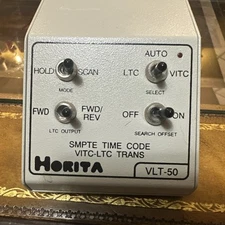 AUTO
HOLD SCAN LTC VITC
MODE SELECT
FWD FWD/REV OFF ON
LTC OUTPUT SEARCH OFFSET
SMPTE TIME CODE
VITC-LTC TRANS
HORITA VLT-50